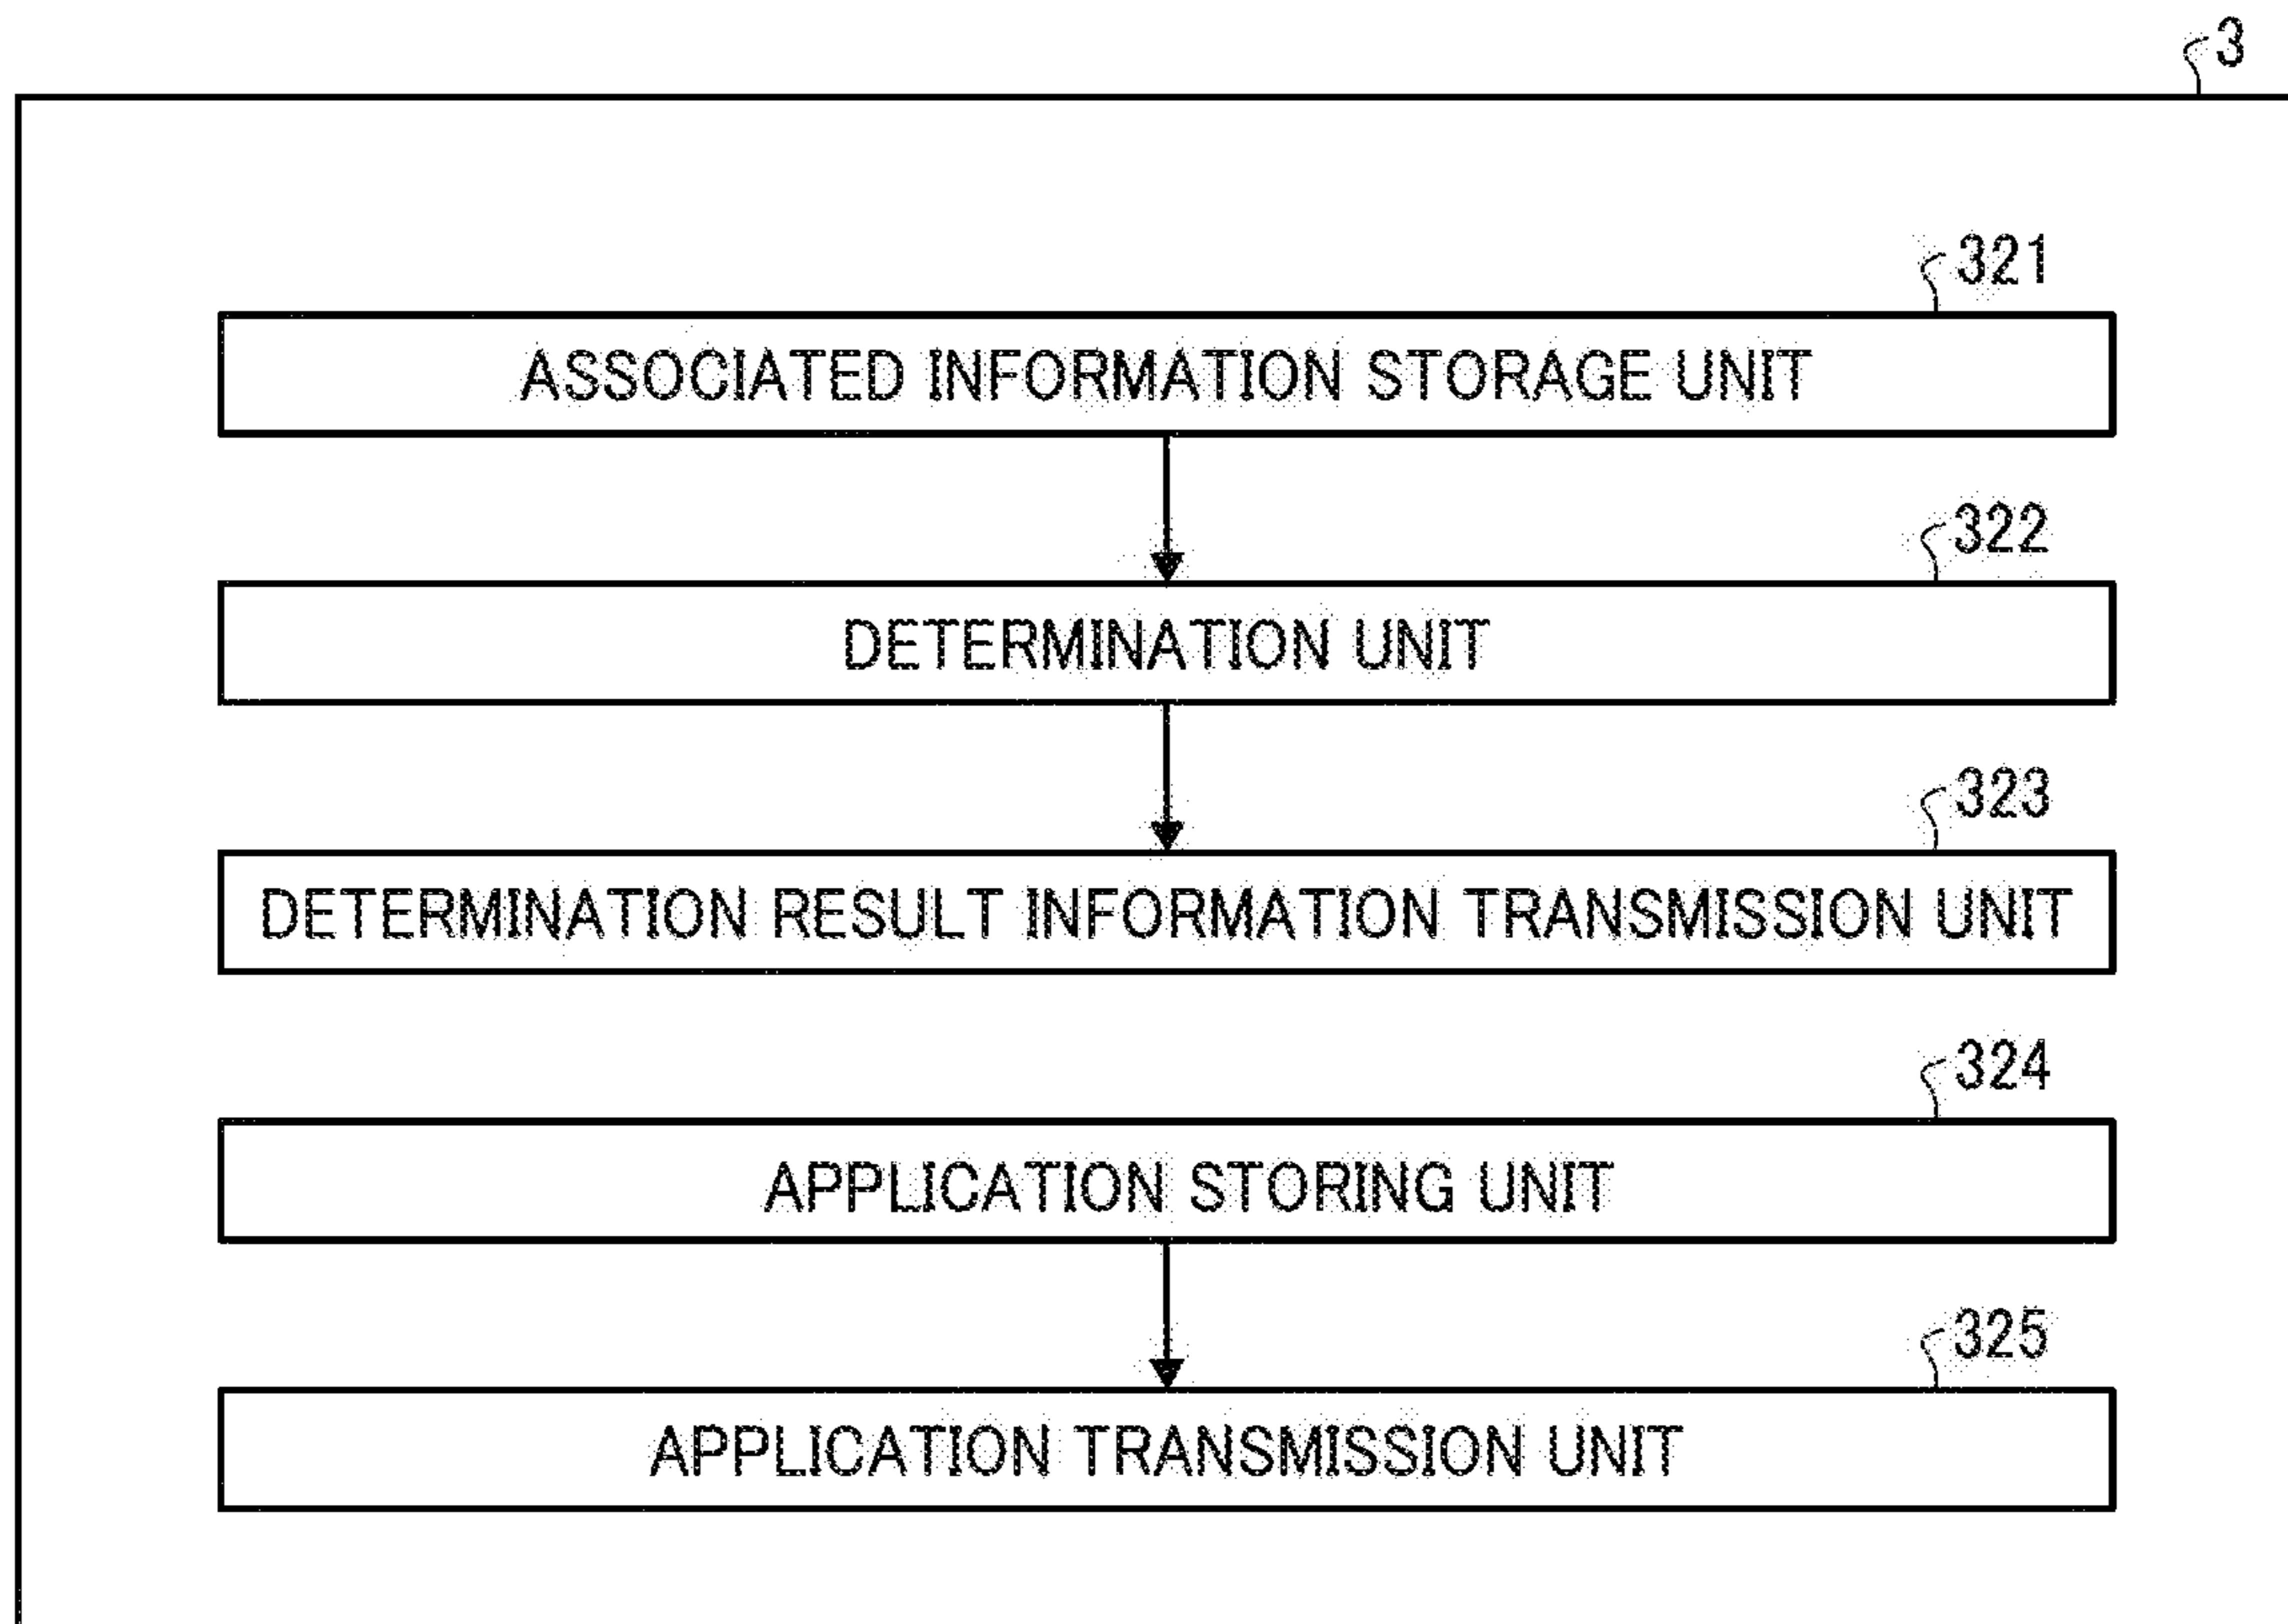 3
321
ASSOCIATED INFORMATION STORAGE UNIT
322
DETERMINATION UNIT
323
DETERMINATION RESULT INFORMATION TRANSMISSION UNIT
324
APPLICATION STORING UNIT
325
APPLICATION TRANSMISSION UNIT